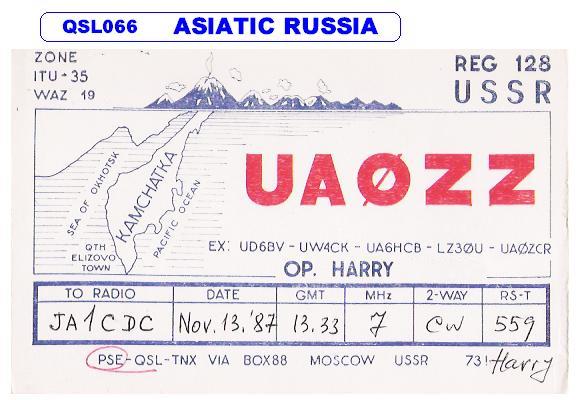 QSL066 ASIATIC RUSSIA
ZONE
ITU-35
WAZ 19
REG 128
USSR
SEA OF OKHOTSK
KAMCHATKA
PACIFIC OCEAN
QTH
ELIZOVO
TOWN
UAØZZ
EX: UD6BV - UW4CK - UA6HCB - LZ3ØU - UAØZCR
OP. HARRY
TO RADIO DATE GMT MHz 2-WAY RS-T
JA1CDC Nov. 13. '87 13.33 7 CW 559
PSE-QSL-TNX VIA BOX88 MOSCOW USSR 73! Harry